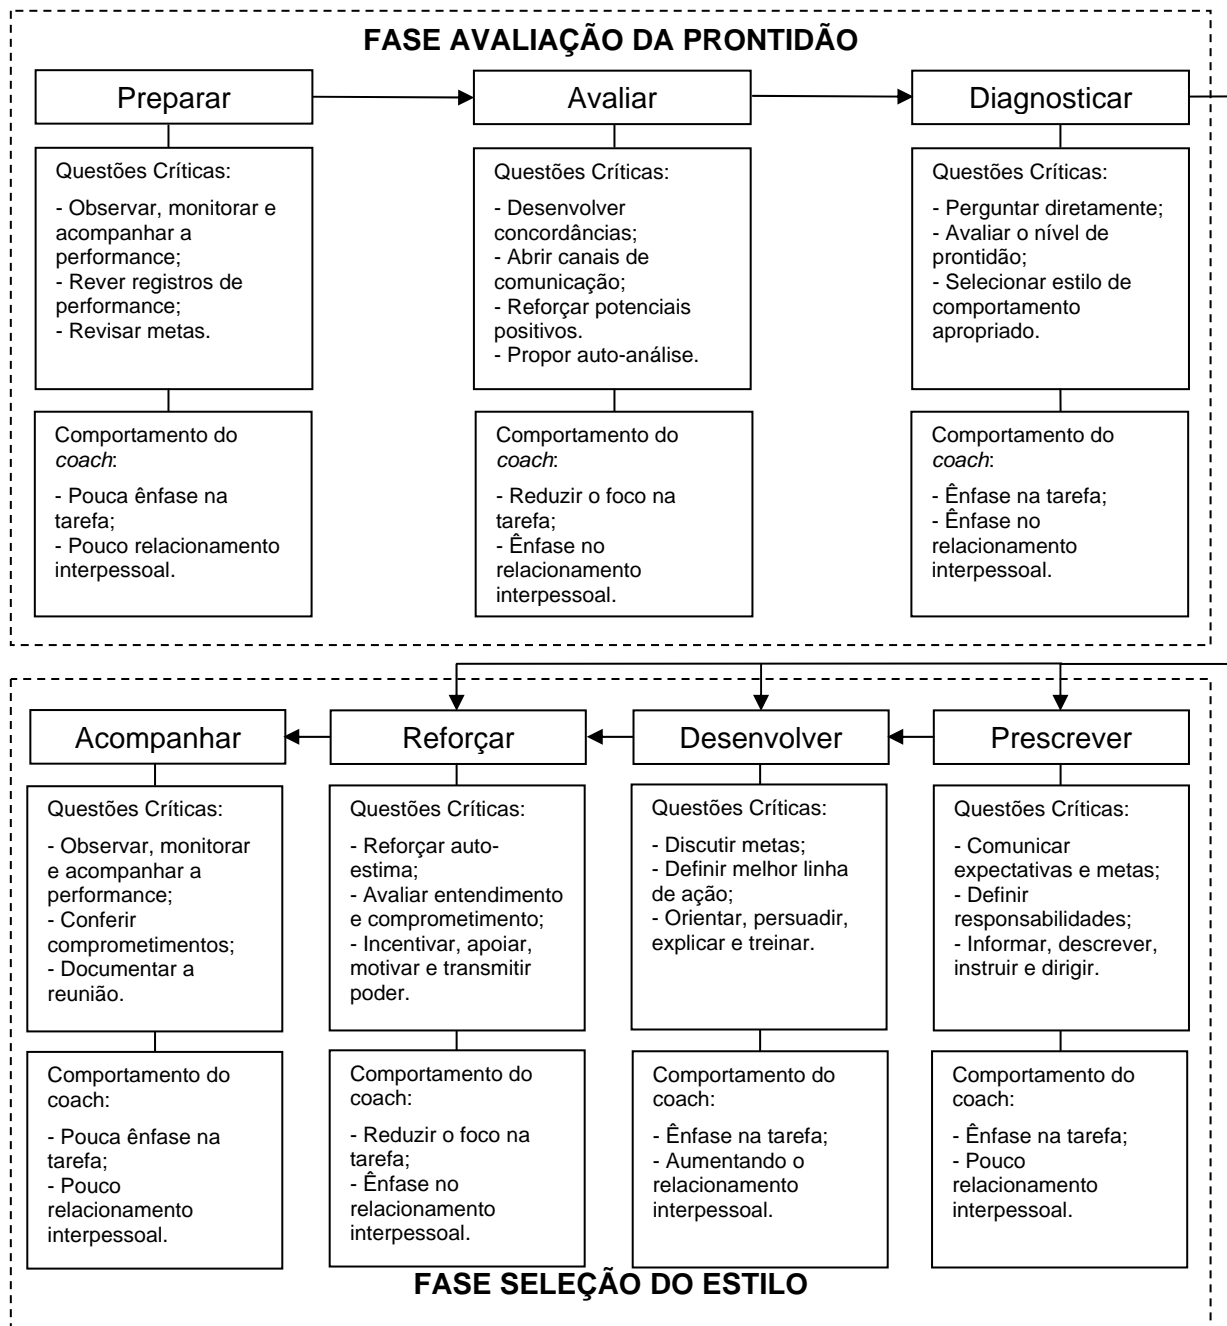 FASE AVALIAÇÃO DA PRONTIDÃO
Preparar
Avaliar
Diagnosticar
Questões Críticas:
- Observar, monitorar e
acompanhar a
performance;
- Rever registros de
performance;
- Revisar metas.
Questões Críticas:
- Desenvolver
concordâncias;
- Abrir canais de
comunicação;
- Reforçar potenciais
positivos.
- Propor auto-análise.
Questões Críticas:
- Perguntar diretamente;
- Avaliar o nível de
prontidão;
- Selecionar estilo de
comportamento
apropriado.
Comportamento do
coach:
- Pouca ênfase na
tarefa;
- Pouco relacionamento
interpessoal.
Comportamento do
coach:
- Reduzir o foco na
tarefa;
- Ênfase no
relacionamento
interpessoal.
Comportamento do
coach:
- Ênfase na tarefa;
- Ênfase no
relacionamento
interpessoal.
Acompanhar
Reforçar
Desenvolver
Prescrever
Questões Críticas:
- Observar, monitorar
e acompanhar a
performance;
- Conferir
comprometimentos;
- Documentar a
reunião.
Questões Críticas:
- Reforçar auto-
estima;
- Avaliar entendimento
e comprometimento;
- Incentivar, apoiar,
motivar e transmitir
poder.
Questões Críticas:
- Discutir metas;
- Definir melhor linha
de ação;
- Orientar, persuadir,
explicar e treinar.
Questões Críticas:
- Comunicar
expectativas e metas;
- Definir
responsabilidades;
- Informar, descrever,
instruir e dirigir.
Comportamento do
coach:
- Pouca ênfase na
tarefa;
- Pouco
relacionamento
interpessoal.
Comportamento do
coach:
- Reduzir o foco na
tarefa;
- Ênfase no
relacionamento
interpessoal.
Comportamento do
coach:
- Ênfase na tarefa;
- Aumentando o
relacionamento
interpessoal.
Comportamento do
coach:
- Ênfase na tarefa;
- Pouco
relacionamento
interpessoal.
FASE SELEÇÃO DO ESTILO